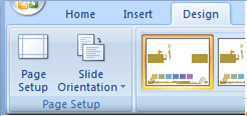 Home Insert Design
Page Setup
Slide Orientation
Page Setup